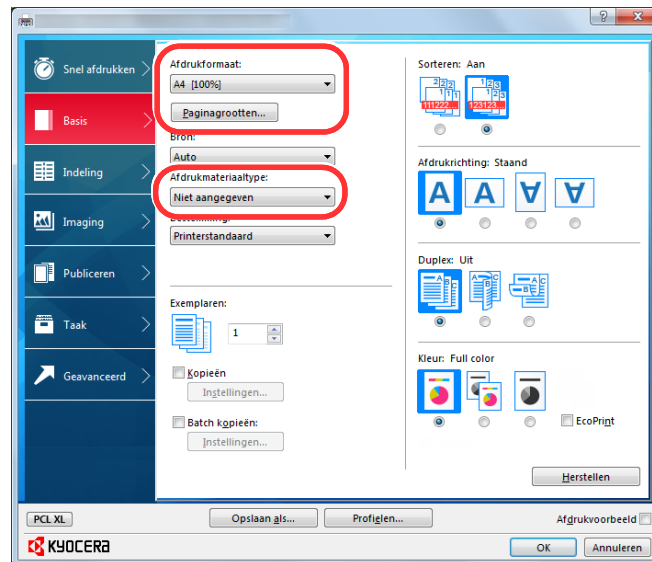 Snel afdrukken
Basis
Indeling
Imaging
Publiceren
Taak
Geavanceerd
Afdrukformaat:
A4 [100%]
Paginagrootten...
Bron:
Auto
Afdrukmateriaaltype:
Niet aangegeven
Printerstandaard
Exemplaren:
1
Kopieën
Instellingen...
Batch kopieën:
Instellingen...
Sorteren: Aan
Afdrukrichting: Staand
A A A A
Duplex: Uit
Kleur: Full color
EcoPrint
Herstellen
PCL XL
Opslaan als...
Profielen...
Afdrukvoorbeeld
KYOCERA
OK
Annuleren